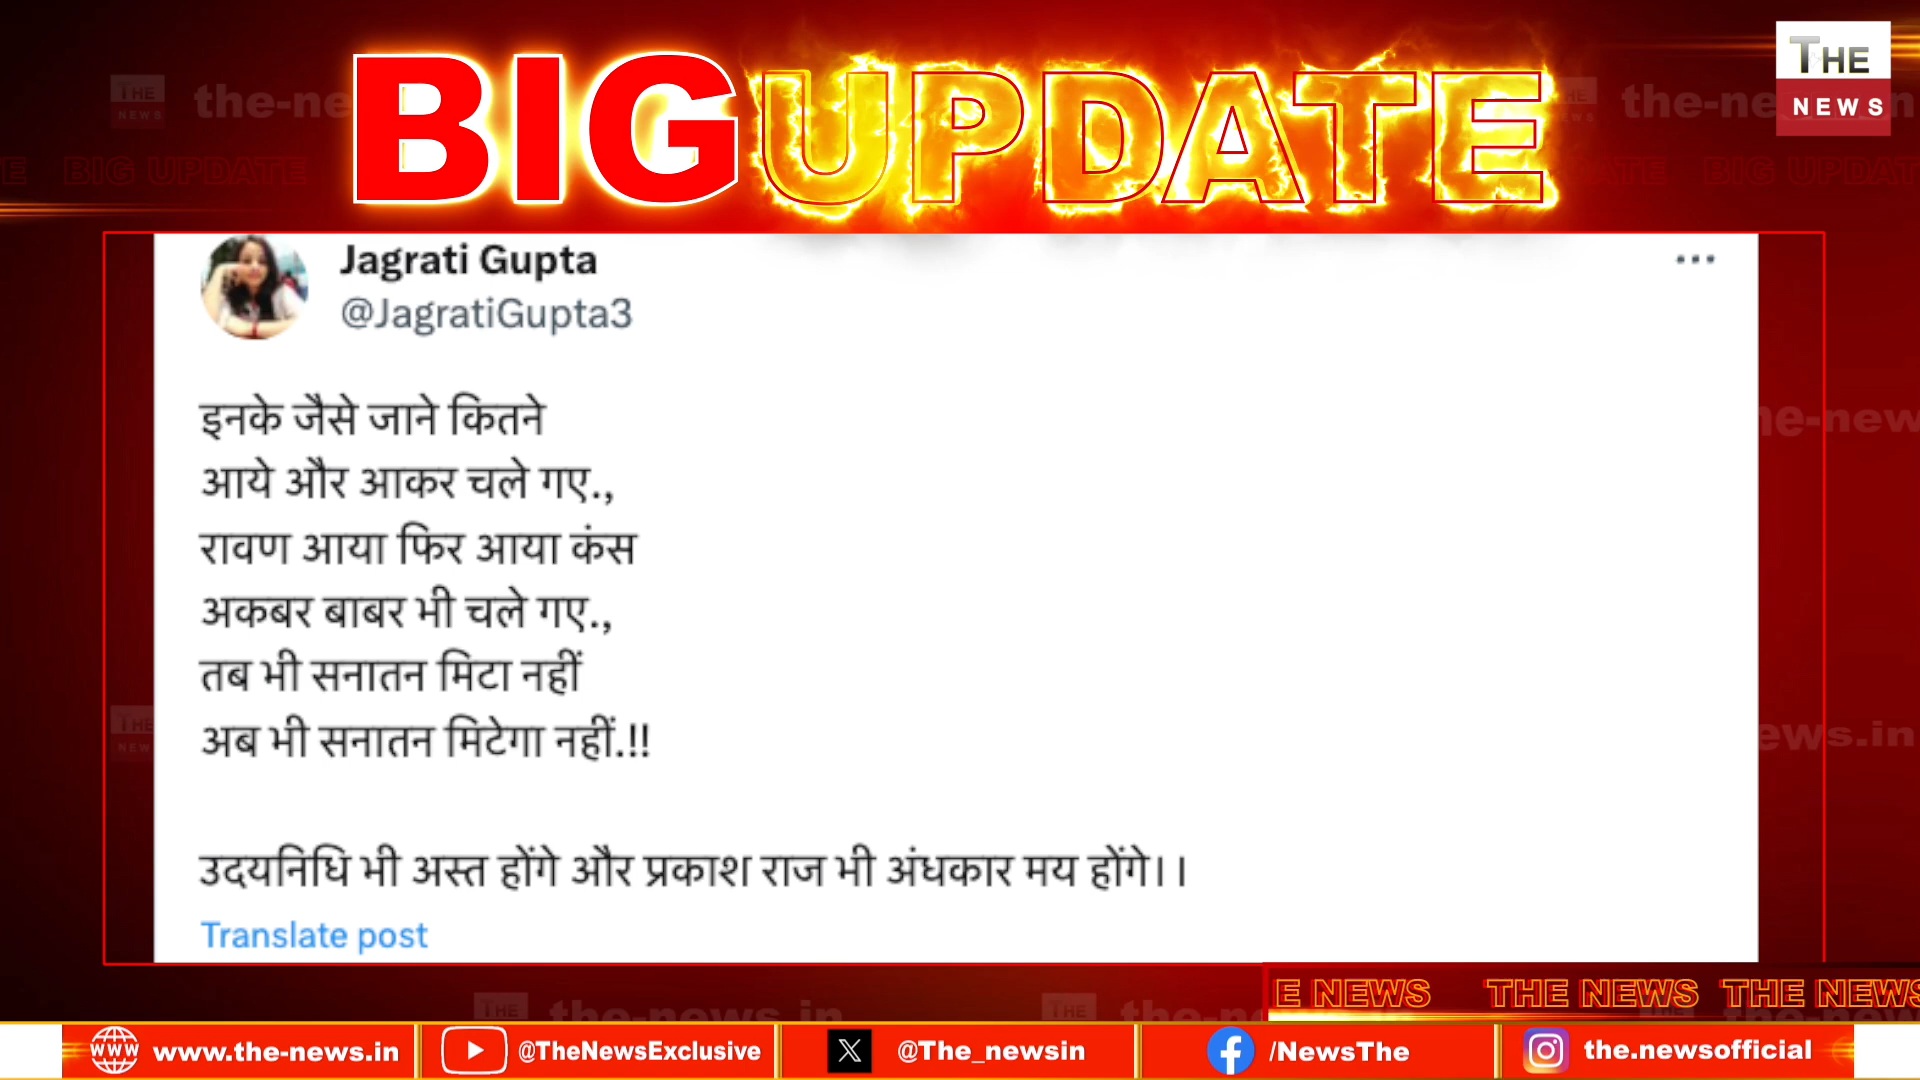 BIG UPDATE
THE
NEWS
Jagrati Gupta
@JagratiGupta3
इनके जैसे जाने कितने
आये और आकर चले गए.,
रावण आया फिर आया कंस
अकबर बाबर भी चले गए.,
तब भी सनातन मिटा नहीं
अब भी सनातन मिटेगा नहीं.!!
उदयनिधि भी अस्त होंगे और प्रकाश राज भी अंधकार मय होंगे।।
Translate post
E NEWS THE NEWS THE NEWS
www.the-news.in @TheNewsExclusive @The_newsin /NewsThe the.newsofficial